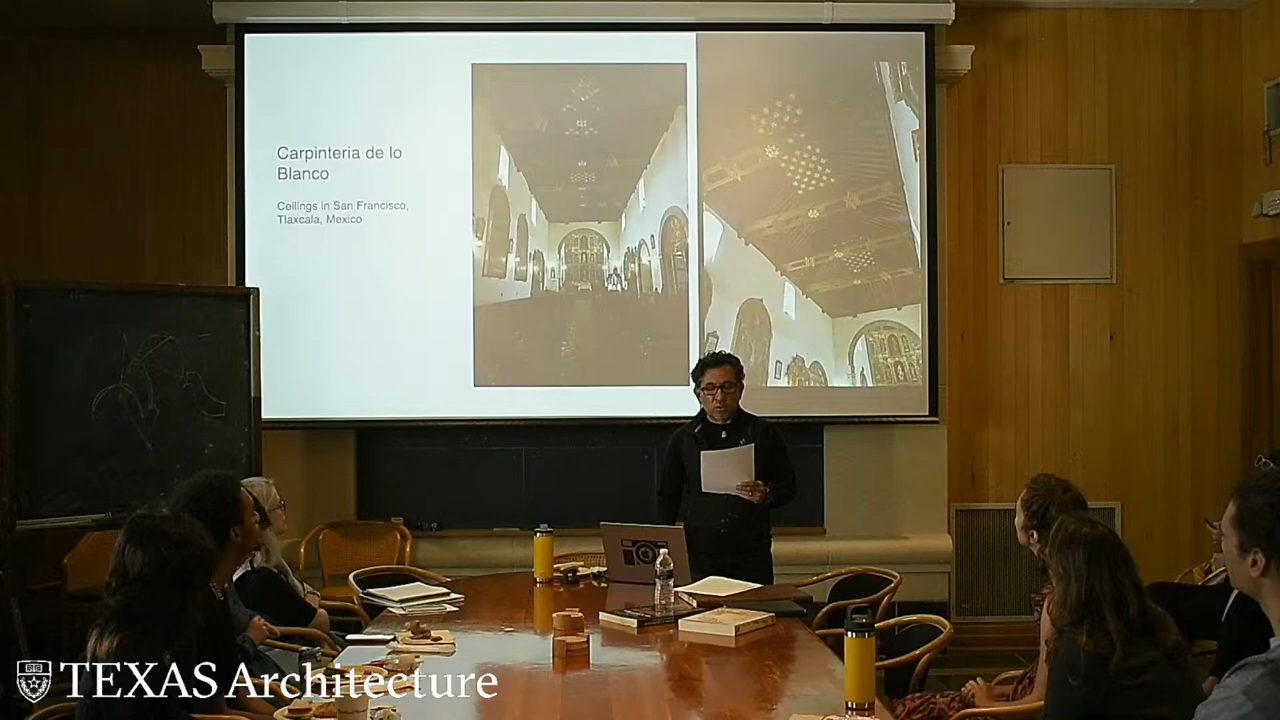 Carpinteria de lo
Blanco
Ceilings in San Francisco,
Tlaxcala, Mexico
TEXAS Architecture